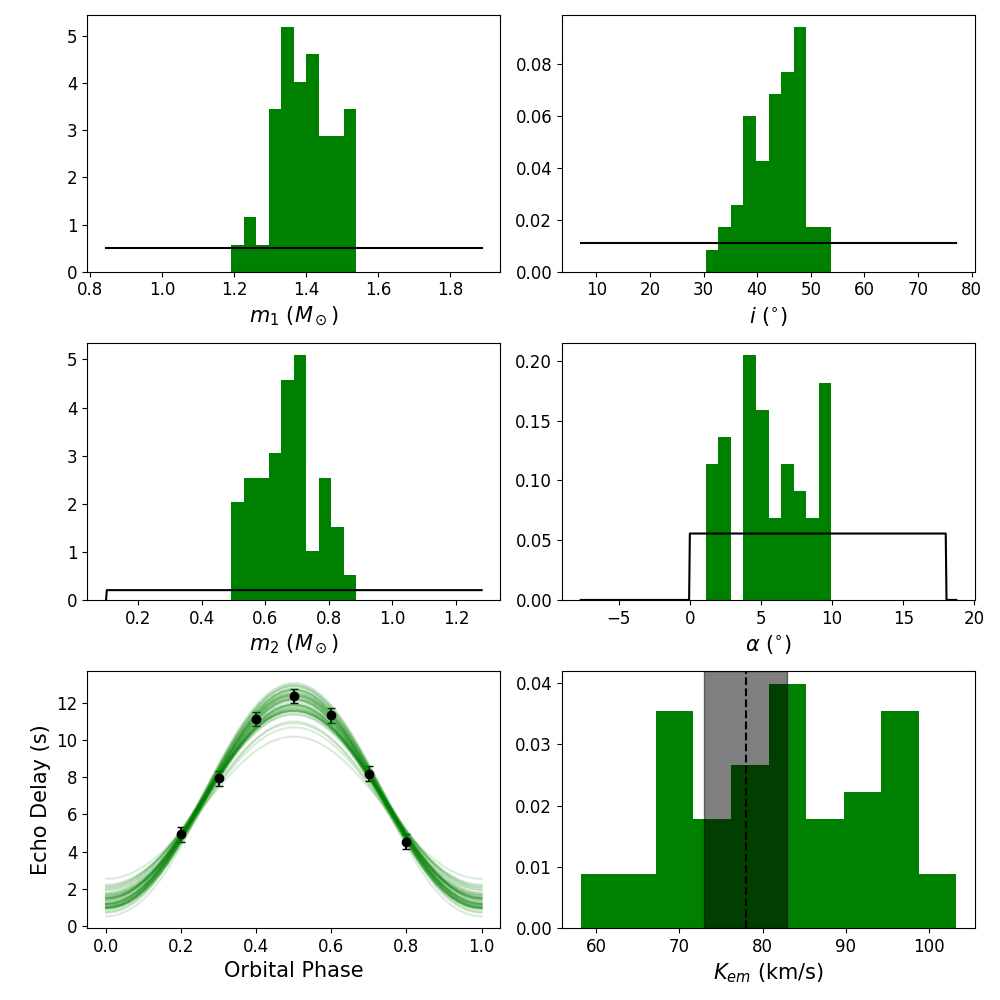 5
4
3
2
1
0
0.8 1.0 1.2 1.4 1.6 1.8
m₁ (M⊙)
0.08
0.06
0.04
0.02
0.00
10 20 30 40 50 60 70 80
i (°)
5
4
3
2
1
0
0.2 0.4 0.6 0.8 1.0 1.2
m₂ (M⊙)
0.20
0.15
0.10
0.05
0.00
−5 0 5 10 15 20
α (°)
Echo Delay (s)
12
10
8
6
4
2
0
0.0 0.2 0.4 0.6 0.8 1.0
Orbital Phase
0.04
0.03
0.02
0.01
0.00
60 70 80 90 100
Kₑₘ (km/s)